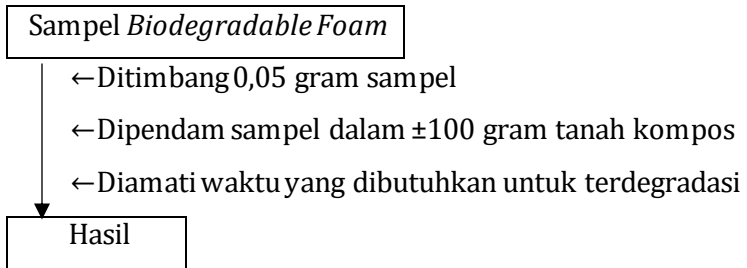 Sampel Biodegradable Foam
←Ditimbang 0,05 gram sampel
←Dipendam sampel dalam ±100 gram tanah kompos
←Diamati waktu yang dibutuhkan untuk terdegradasi
Hasil